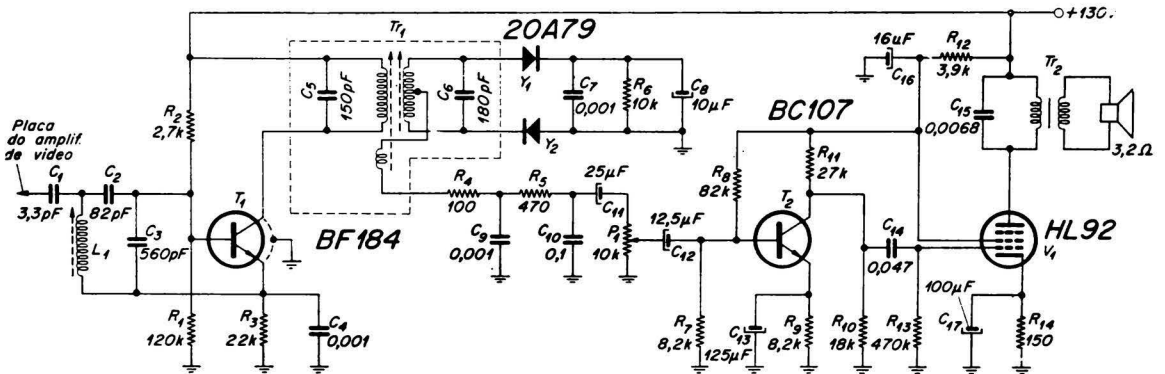 +130.
20A79
Tr₁
16uF
C₁₆
R₁₂
3,9k
Tr₂
C₅
150pF
C₆
180pF
Y₁
Y₂
C₇
0,001
R₆
10k
C₈
10µF
C₁₅
0,0068
3,2Ω
R₂
2,7k
BC107
R₈
82k
R₁₁
27k
Placa
do amplif.
de video
C₁
3,3pF
C₂
82pF
C₃
560pF
L₁
T₁
BF184
R₄
100
R₅
470
25µF
C₁₁
C₉
0,001
C₁₀
0,1
P₁
10k
12,5µF
C₁₂
T₂
C₁₄
0,047
HL92
V₁
R₁
120k
R₃
22k
C₄
0,001
R₇
8,2k
C₁₃
125µF
R₉
8,2k
R₁₀
18k
R₁₃
470k
100µF
C₁₇
R₁₄
150